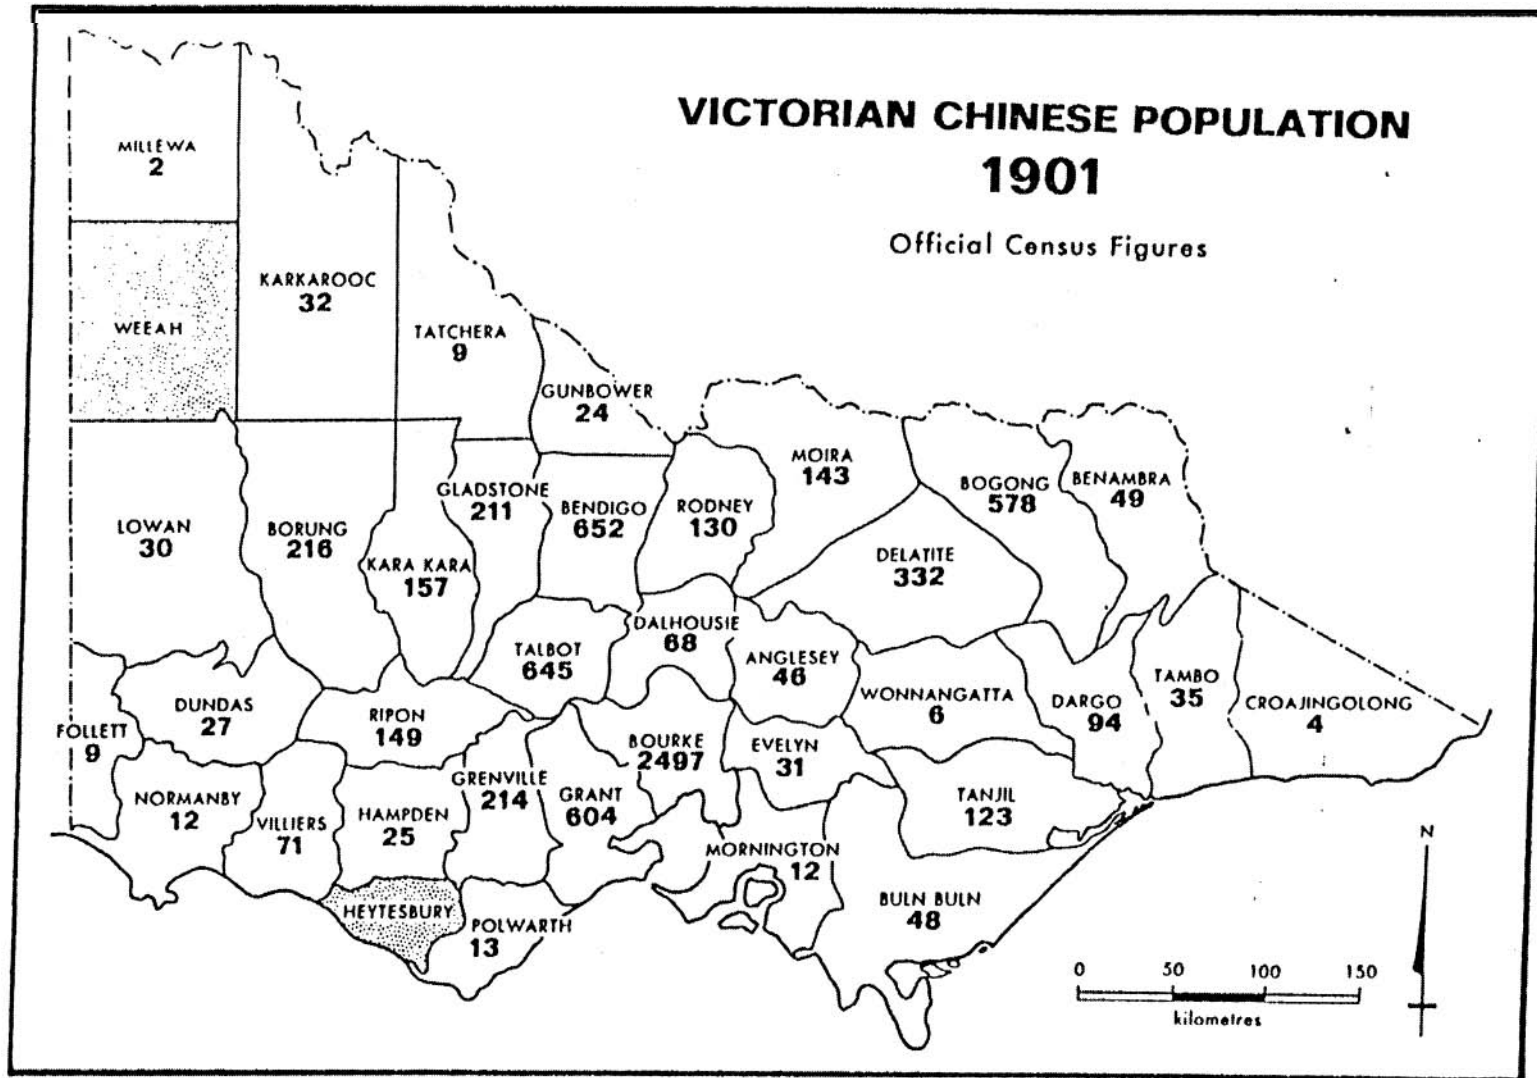 VICTORIAN CHINESE POPULATION
1901
Official Census Figures
MILLEWA
2
WEEAH
KARKAROOC
32
TATCHERA
9
GUNBOWER
24
LOWAN
30
BORUNG
216
KARA KARA
157
GLADSTONE
211
BENDIGO
652
RODNEY
130
MOIRA
143
BOGONG
578
BENAMBRA
49
DELATITE
332
TALBOT
645
DALHOUSIE
68
ANGLESEY
46
WONNANGATTA
6
DARGO
94
TAMBO
35
CROAJINGOLONG
4
FOLLETT
9
DUNDAS
27
RIPON
149
NORMANBY
12
VILLIERS
71
HAMPDEN
25
GRENVILLE
214
GRANT
604
BOURKE
2497
EVELYN
31
TANJIL
123
MORNINGTON
12
BULN BULN
48
HEYTESBURY
POLWARTH
13
N
0 50 100 150
kilometres